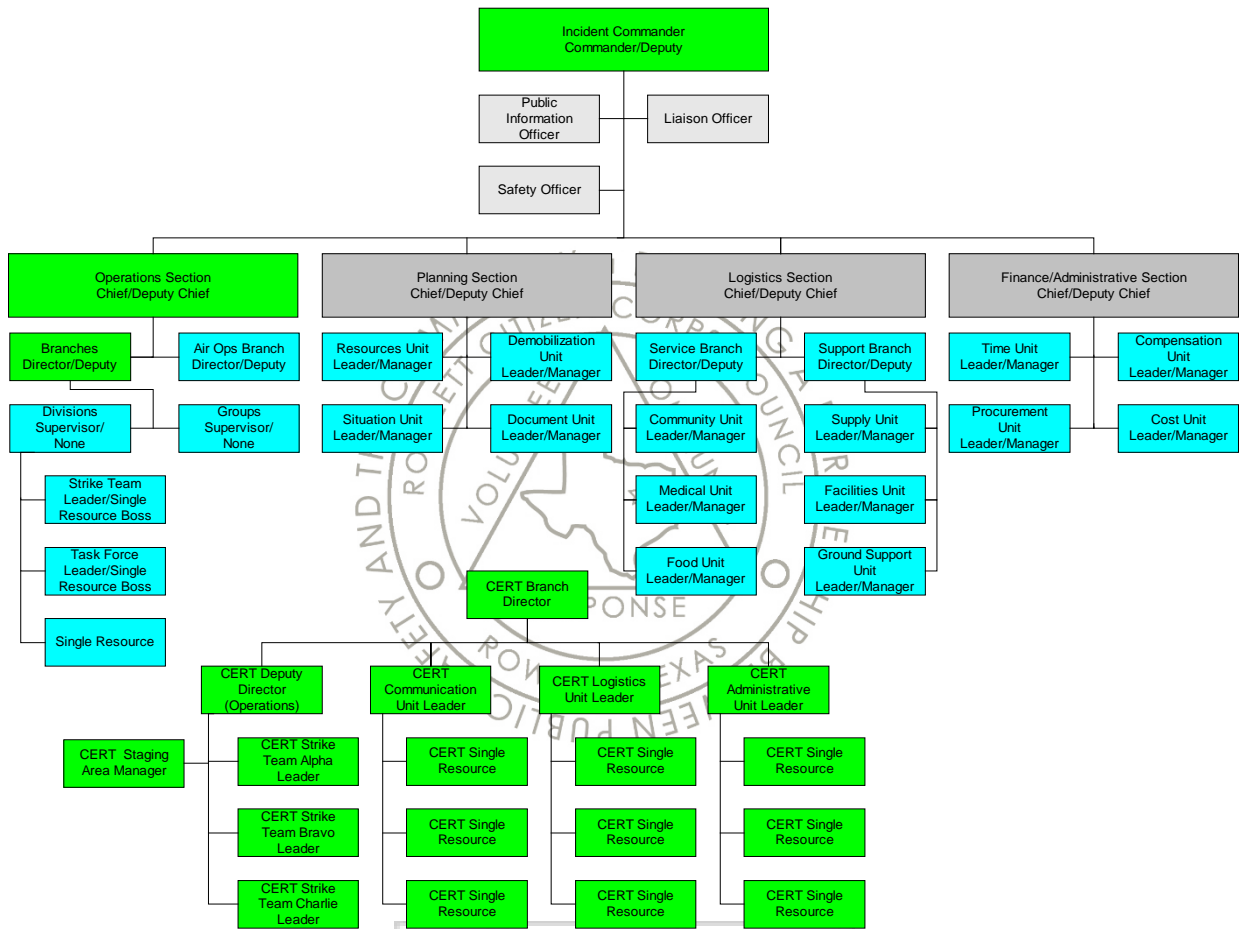 Incident Commander
Commander/Deputy
Public
Information
Officer
Liaison Officer
Safety Officer
Operations Section
Chief/Deputy Chief
Planning Section
Chief/Deputy Chief
Logistics Section
Chief/Deputy Chief
Finance/Administrative Section
Chief/Deputy Chief
Branches
Director/Deputy
Air Ops Branch
Director/Deputy
Resources Unit
Leader/Manager
Demobilization
Unit
Leader/Manager
Service Branch
Director/Deputy
Support Branch
Director/Deputy
Time Unit
Leader/Manager
Compensation
Unit
Leader/Manager
Divisions
Supervisor/
None
Groups
Supervisor/
None
Situation Unit
Leader/Manager
Document Unit
Leader/Manager
Community Unit
Leader/Manager
Supply Unit
Leader/Manager
Procurement
Unit
Leader/Manager
Cost Unit
Leader/Manager
Strike Team
Leader/Single
Resource Boss
Medical Unit
Leader/Manager
Facilities Unit
Leader/Manager
Task Force
Leader/Single
Resource Boss
Food Unit
Leader/Manager
Ground Support
Unit
Leader/Manager
Single Resource
CERT Branch
Director
CERT Deputy
Director
(Operations)
CERT
Communication
Unit Leader
CERT Logistics
Unit Leader
CERT
Administrative
Unit Leader
CERT Staging
Area Manager
CERT Strike
Team Alpha
Leader
CERT Single
Resource
CERT Single
Resource
CERT Single
Resource
CERT Strike
Team Bravo
Leader
CERT Single
Resource
CERT Single
Resource
CERT Single
Resource
CERT Strike
Team Charlie
Leader
CERT Single
Resource
CERT Single
Resource
CERT Single
Resource